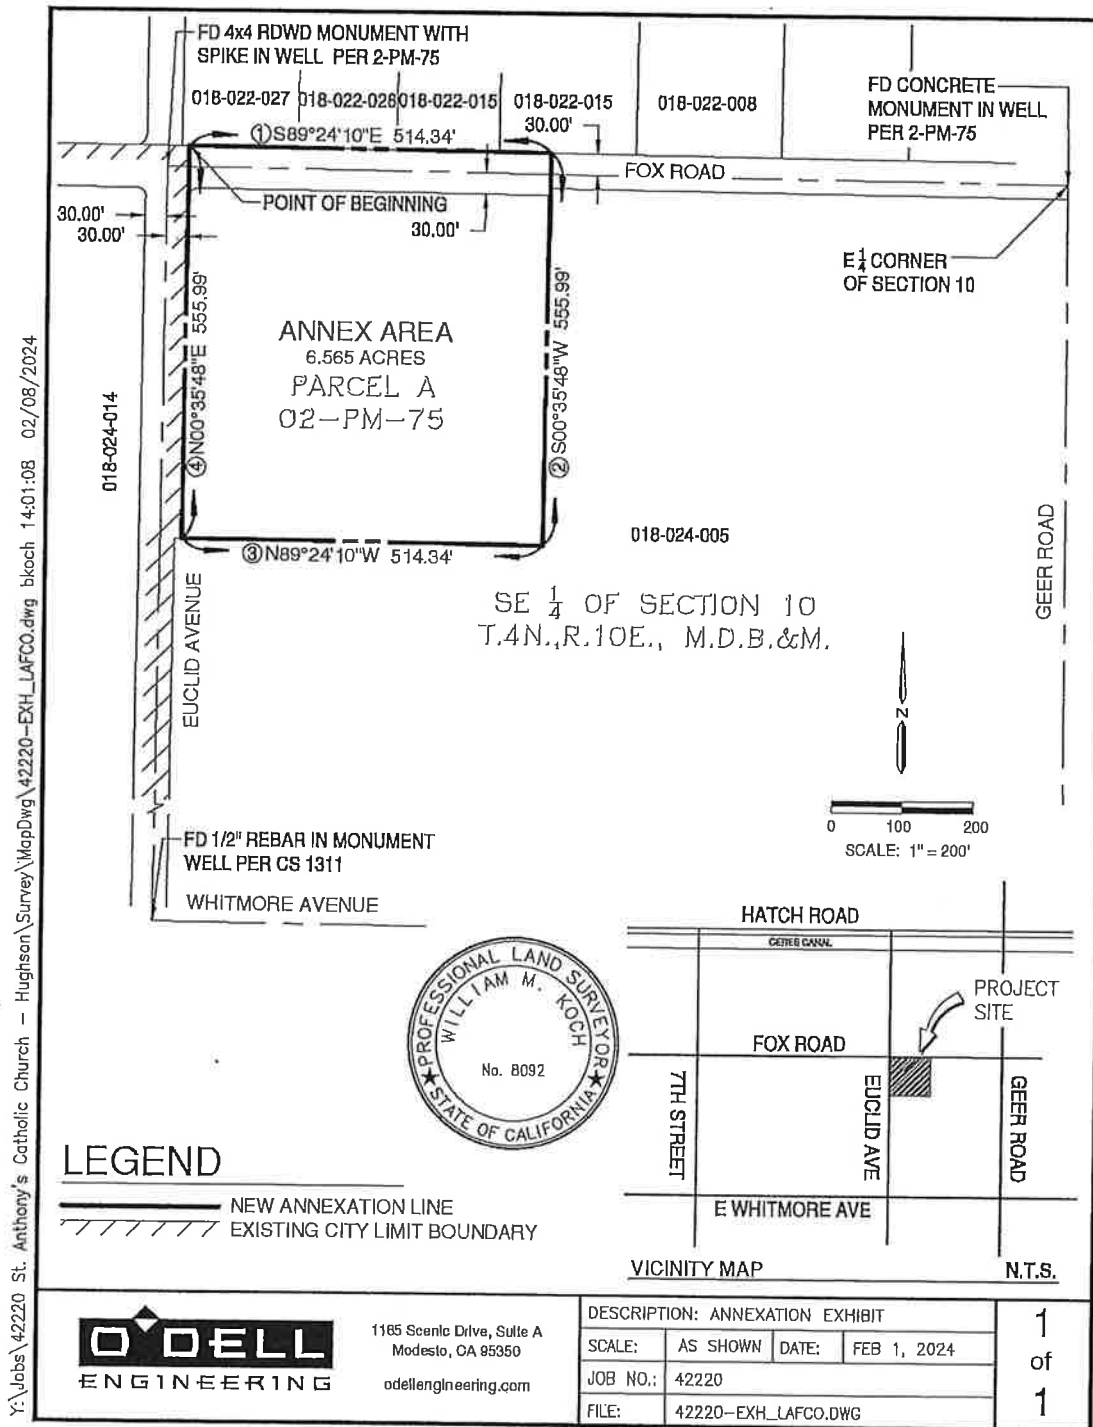 FD 4x4 RDWD MONUMENT WITH
SPIKE IN WELL PER 2-PM-75
018-022-027
018-022-028
018-022-015
018-022-015
018-022-008
FD CONCRETE
MONUMENT IN WELL
PER 2-PM-75
①S89°24'10"E 514.34'
30.00'
FOX ROAD
POINT OF BEGINNING
30.00'
30.00'
30.00'
E 1/4 CORNER
OF SECTION 10
ANNEX AREA
6.565 ACRES
PARCEL A
02-PM-75
④N00°35'48"E 555.99'
②S00°35'48"W 555.99'
③N89°24'10"W 514.34'
018-024-014
018-024-005
EUCLID AVENUE
GEER ROAD
SE 1/4 OF SECTION 10
T.4N.,R.10E., M.D.B.&M.
N
0 100 200
SCALE: 1" = 200'
FD 1/2" REBAR IN MONUMENT
WELL PER CS 1311
WHITMORE AVENUE
PROFESSIONAL LAND SURVEYOR
WILLIAM M. KOCH
No. 8092
STATE OF CALIFORNIA
HATCH ROAD
CERES CANAL
PROJECT
SITE
FOX ROAD
7TH STREET
EUCLID AVE
GEER ROAD
E WHITMORE AVE
VICINITY MAP N.T.S.
LEGEND
NEW ANNEXATION LINE
EXISTING CITY LIMIT BOUNDARY
O'DELL
ENGINEERING
1165 Scenic Drive, Suite A
Modesto, CA 95350
odellengineering.com
DESCRIPTION: ANNEXATION EXHIBIT
SCALE: AS SHOWN DATE: FEB 1, 2024
JOB NO.: 42220
FILE: 42220-EXH_LAFCO.DWG
1
of
1
Y:\Jobs\42220 St. Anthony's Catholic Church - Hughson\Survey\MapDwg\42220-EXH_LAFCO.dwg bkoch 14:01:08 02/08/2024